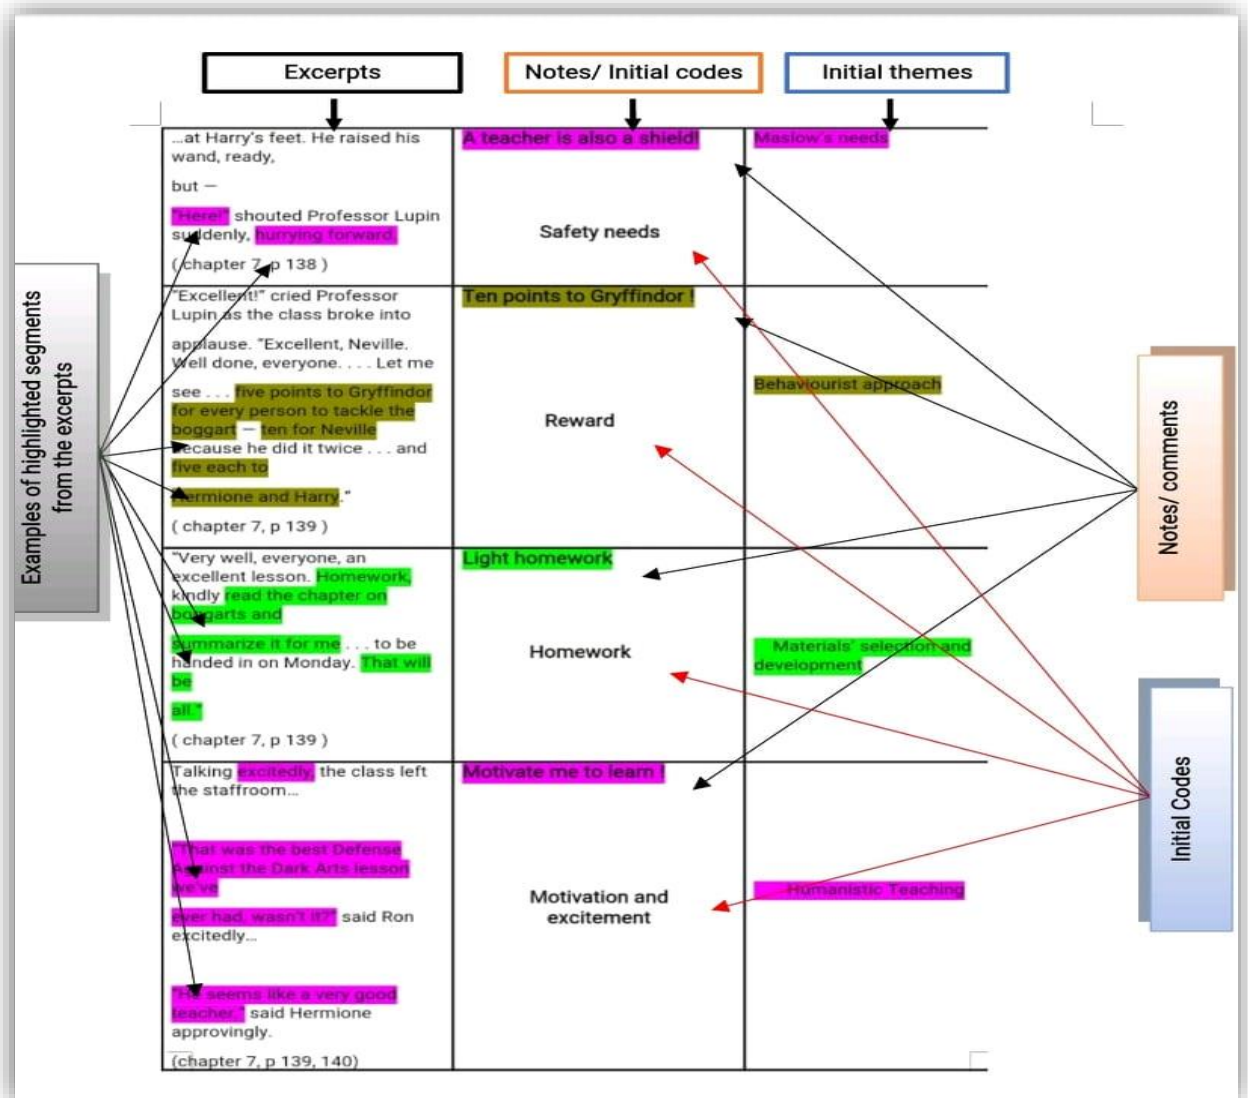 Excerpts
Notes/ Initial codes
Initial themes
...at Harry's feet. He raised his
wand, ready,
but —
"Here!" shouted Professor Lupin
suddenly, hurrying forward.
( chapter 7, p 138 )
A teacher is also a shield!
Safety needs
Maslow's needs
"Excellent!" cried Professor
Lupin as the class broke into
applause. "Excellent, Neville.
Well done, everyone. . . . Let me
see . . . five points to Gryffindor
for every person to tackle the
boggart — ten for Neville
because he did it twice . . . and
five each to
Hermione and Harry."
( chapter 7, p 139 )
Ten points to Gryffindor !
Reward
Behaviourist approach
"Very well, everyone, an
excellent lesson. Homework,
kindly read the chapter on
boggarts and
summarize it for me . . . to be
handed in on Monday. That will
be
all."
( chapter 7, p 139 )
Light homework
Homework
Materials' selection and
development
Talking excitedly, the class left
the staffroom...
"That was the best Defense
Against the Dark Arts lesson
we've
ever had, wasn't it?" said Ron
excitedly...
"He seems like a very good
teacher," said Hermione
approvingly.
(chapter 7, p 139, 140)
Motivate me to learn !
Motivation and
excitement
Humanistic Teaching
Examples of highlighted segments
from the excerpts
Notes/ comments
Initial Codes